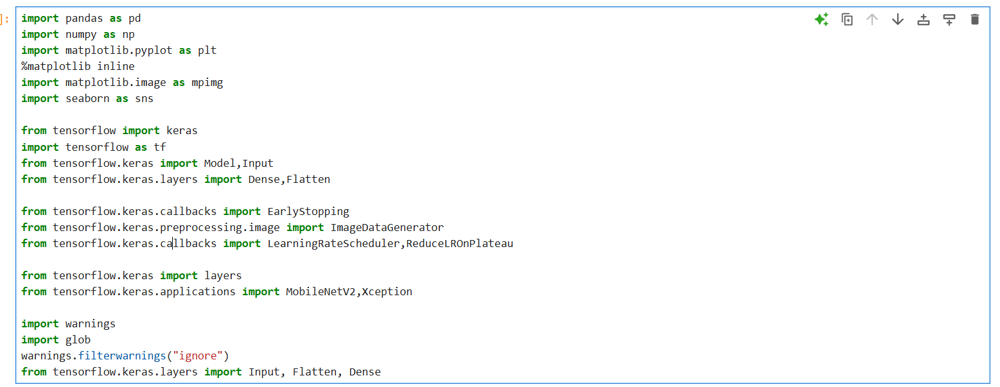 ]:
import pandas as pd
import numpy as np
import matplotlib.pyplot as plt
%matplotlib inline
import matplotlib.image as mpimg
import seaborn as sns
from tensorflow import keras
import tensorflow as tf
from tensorflow.keras import Model,Input
from tensorflow.keras.layers import Dense,Flatten
from tensorflow.keras.callbacks import EarlyStopping
from tensorflow.keras.preprocessing.image import ImageDataGenerator
from tensorflow.keras.callbacks import LearningRateScheduler,ReduceLROnPlateau
from tensorflow.keras import layers
from tensorflow.keras.applications import MobileNetV2,Xception
import warnings
import glob
warnings.filterwarnings("ignore")
from tensorflow.keras.layers import Input, Flatten, Dense